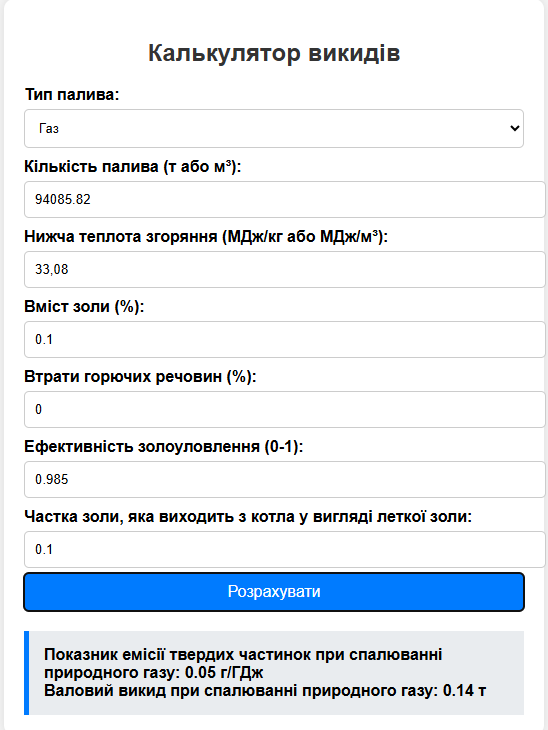 Калькулятор викидів
Тип палива:
Газ
Кількість палива (т або м³):
94085.82
Нижча теплота згоряння (МДж/кг або МДж/м³):
33,08
Вміст золи (%):
0.1
Втрати горючих речовин (%):
0
Ефективність золоуловлення (0-1):
0.985
Частка золи, яка виходить з котла у вигляді леткої золи:
0.1
Розрахувати
Показник емісії твердих частинок при спалюванні
природного газу: 0.05 г/ГДж
Валовий викид при спалюванні природного газу: 0.14 т